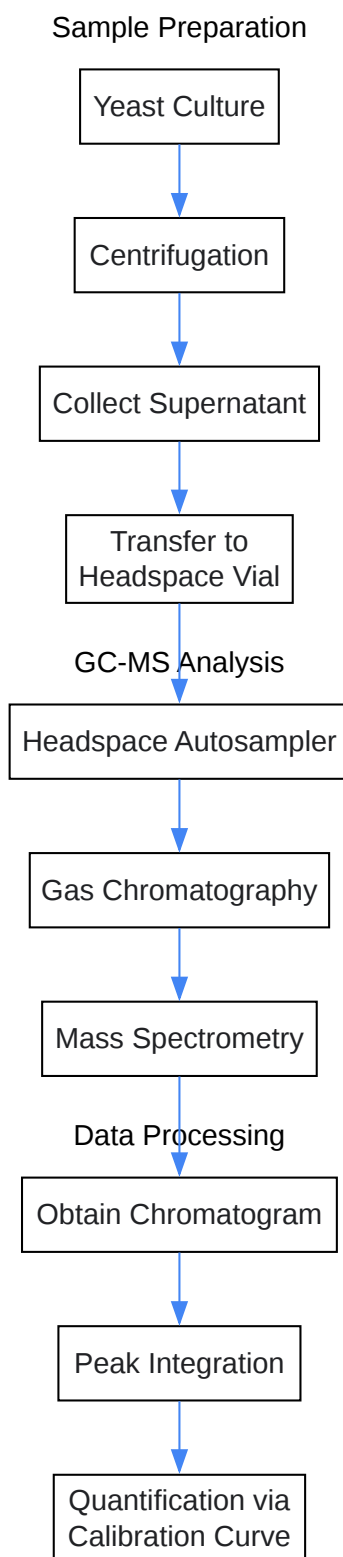 Sample Preparation
Yeast Culture
Centrifugation
Collect Supernatant
Transfer to
Headspace Vial
GC-MS Analysis
Headspace Autosampler
Gas Chromatography
Mass Spectrometry
Data Processing
Obtain Chromatogram
Peak Integration
Quantification via
Calibration Curve